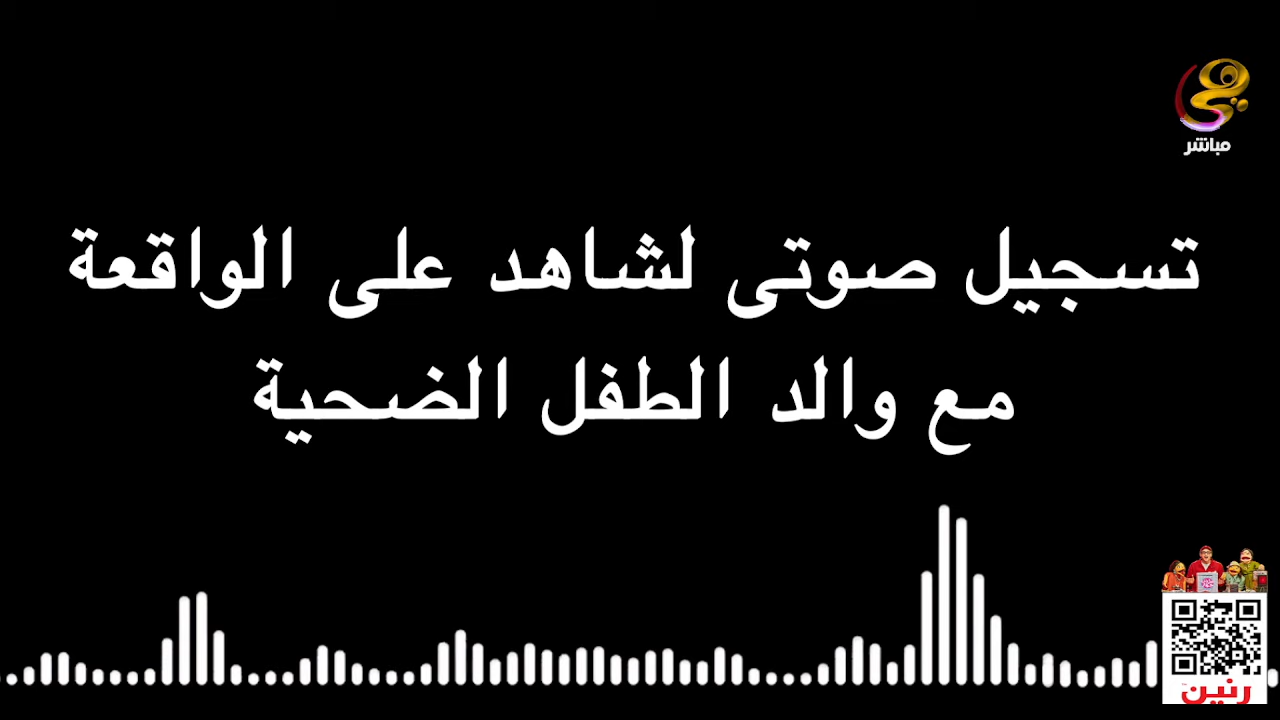 مباشر
تسجيل صوتى لشاهد على الواقعة
مع والد الطفل الضحية
رنين